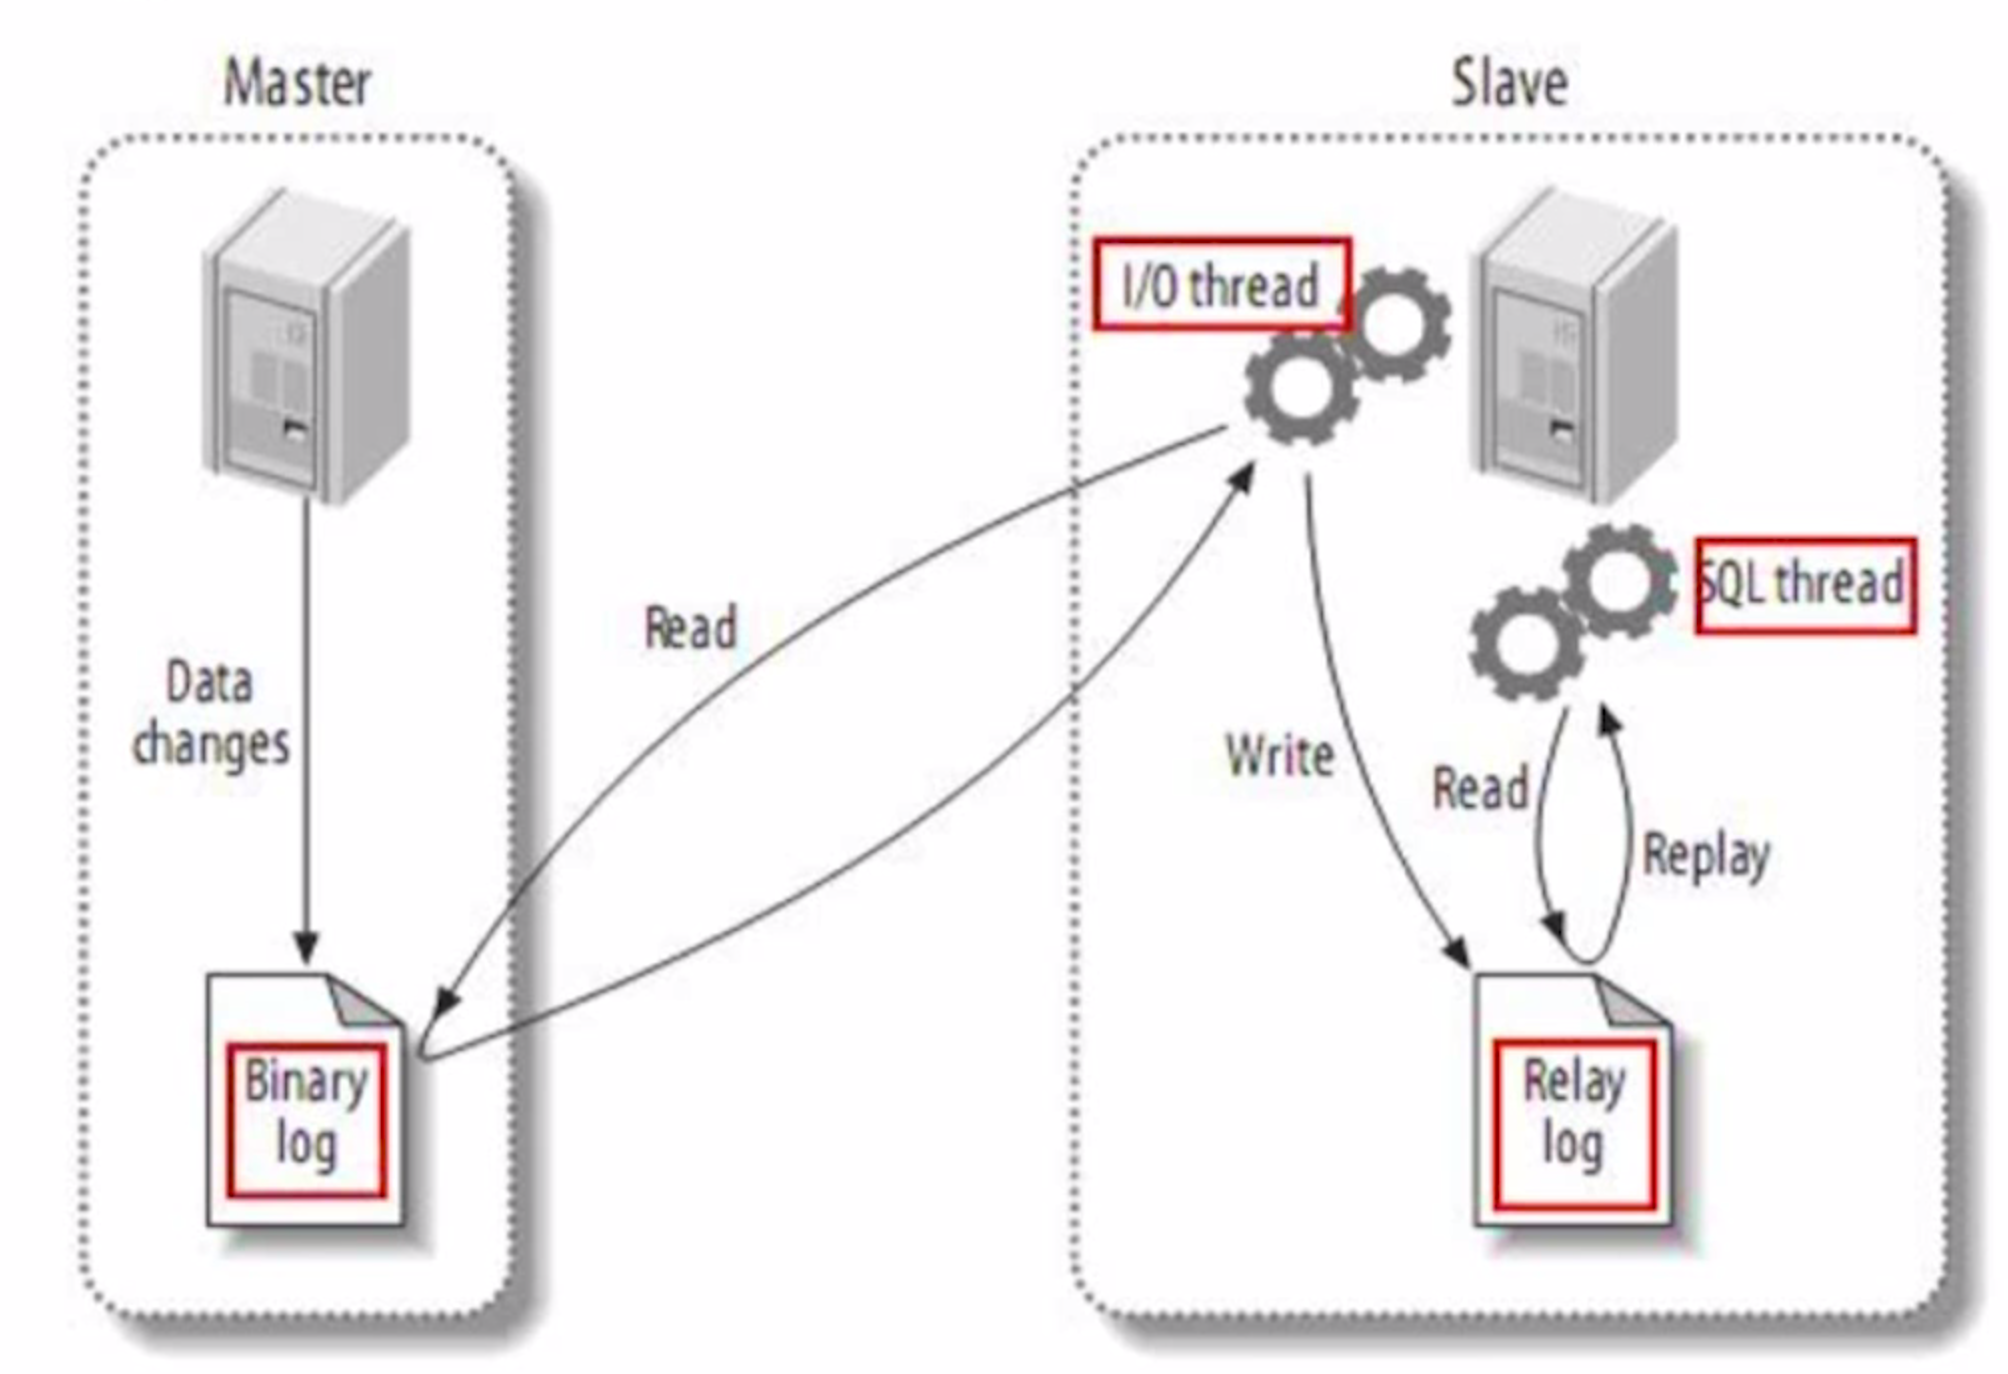 Master
Slave
I/O thread
SQL thread
Read
Data
changes
Write
Read
Replay
Binary
log
Relay
log